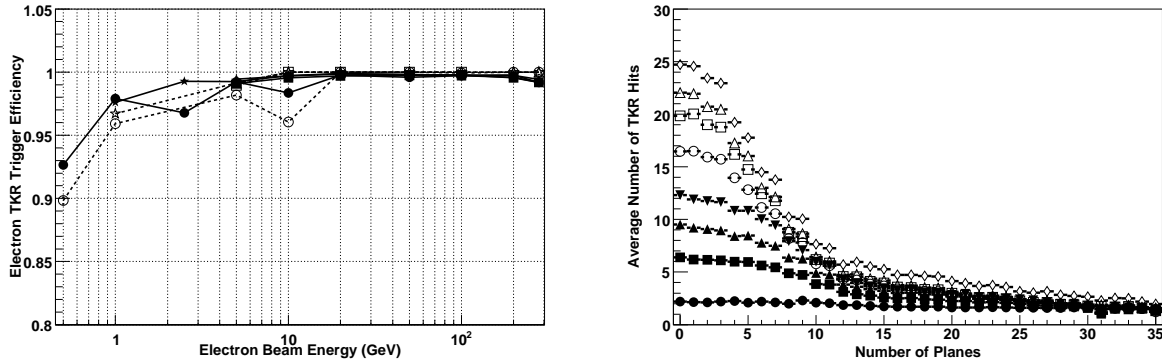 1.05
1
0.95
0.9
0.85
0.8
Electron TKR Trigger Efficiency
1 10 10²
Electron Beam Energy (GeV)
30
25
20
15
10
5
0
Average Number of TKR Hits
0 5 10 15 20 25 30 35
Number of Planes